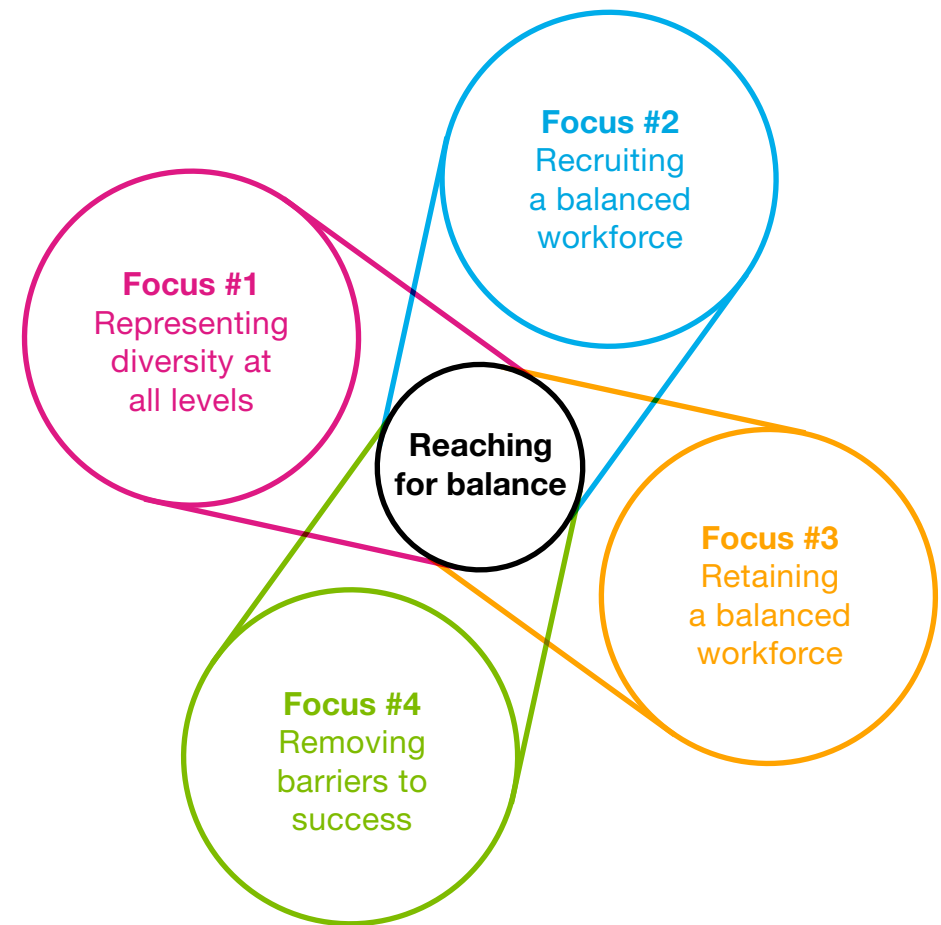 Focus #1
Representing
diversity at
all levels
Focus #2
Recruiting
a balanced
workforce
Reaching
for balance
Focus #3
Retaining
a balanced
workforce
Focus #4
Removing
barriers to
success